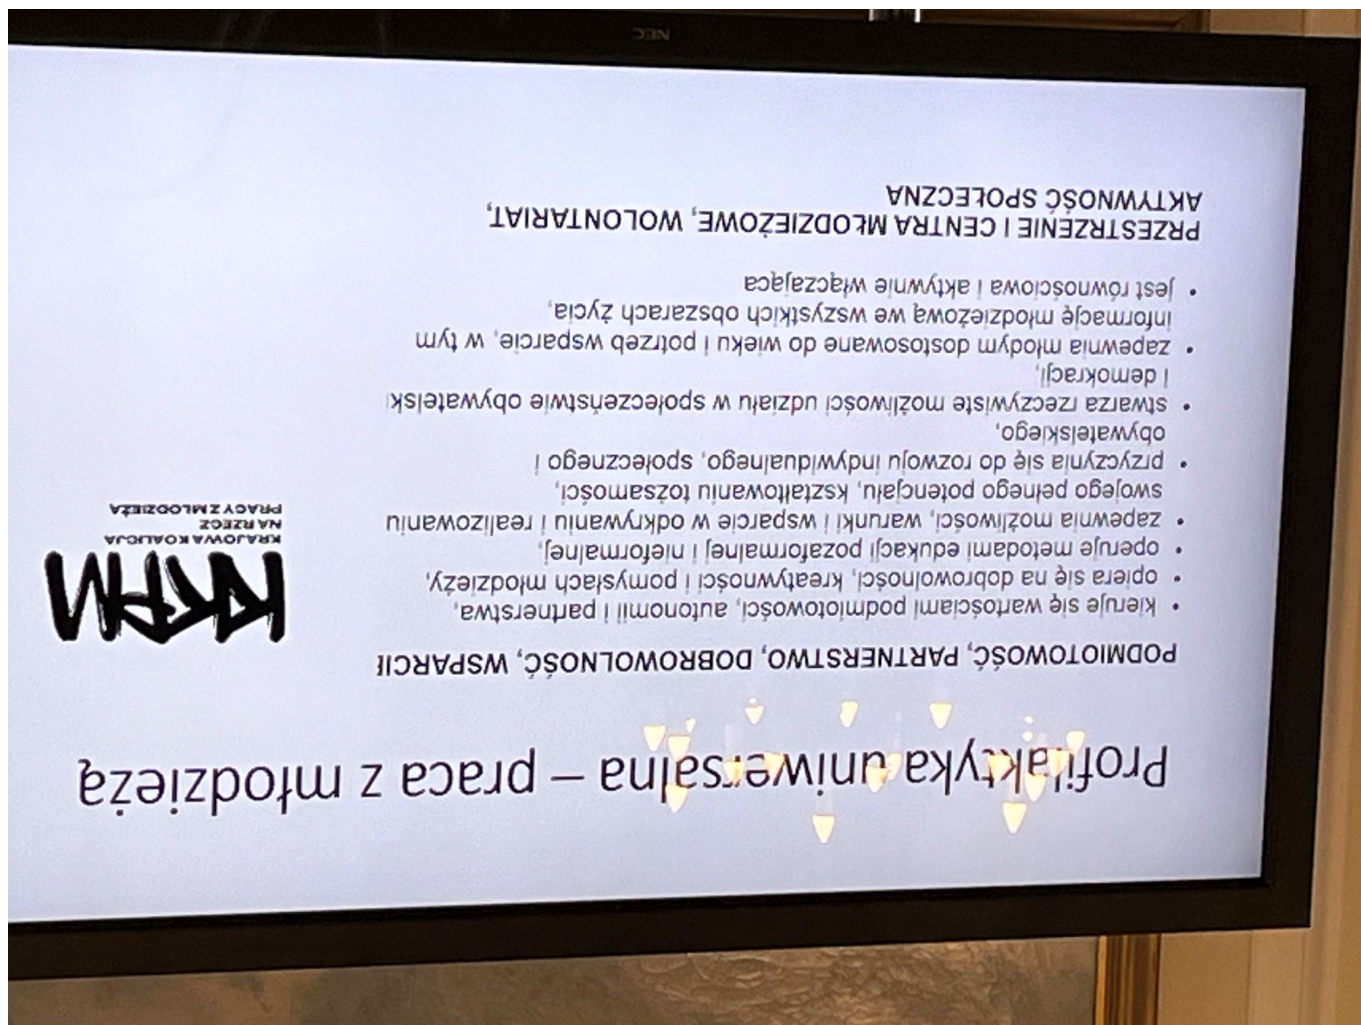 Profilaktyka uniwersalna – praca z młodzieżą
PODMIOTOWOŚĆ, PARTNERSTWO, DOBROWOLNOŚĆ, WSPARCIE
• kieruje się wartościami podmiotowości, autonomii i partnerstwa,
• opiera się na dobrowolności, kreatywności i pomysłach młodzieży,
• operuje metodami edukacji pozaformalnej i nieformalnej,
• zapewnia możliwości, warunki i wsparcie w odkrywaniu i realizowaniu
swojego pełnego potencjału, kształtowaniu tożsamości,
• przyczynia się do rozwoju indywidualnego, społecznego i
obywatelskiego,
• stwarza rzeczywiste możliwości udziału w społeczeństwie obywatelski
i demokracji,
• zapewnia młodym dostosowane do wieku i potrzeb wsparcie, w tym
informację młodzieżową we wszystkich obszarach życia,
• jest równościowa i aktywnie włączająca
PRZESTRZENIE I CENTRA MŁODZIEŻOWE, WOLONTARIAT,
AKTYWNOŚĆ SPOŁECZNA
KRAJOWA KOALICJA
NA RZECZ
PRACY Z MŁODZIEŻĄ
NEC